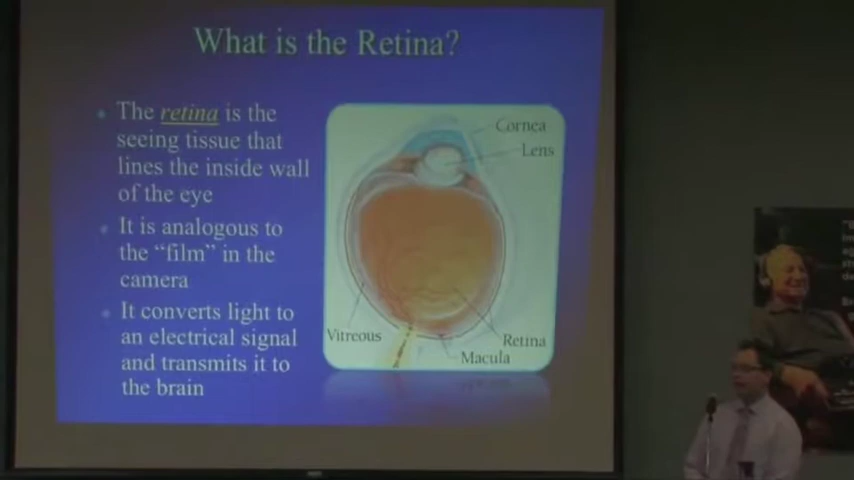 What is the Retina?
• The retina is the
seeing tissue that
lines the inside wall
of the eye
• It is analogous to
the “film” in the
camera
• It converts light to
an electrical signal
and transmits it to
the brain
Cornea
Lens
Vitreous
Retina
Macula